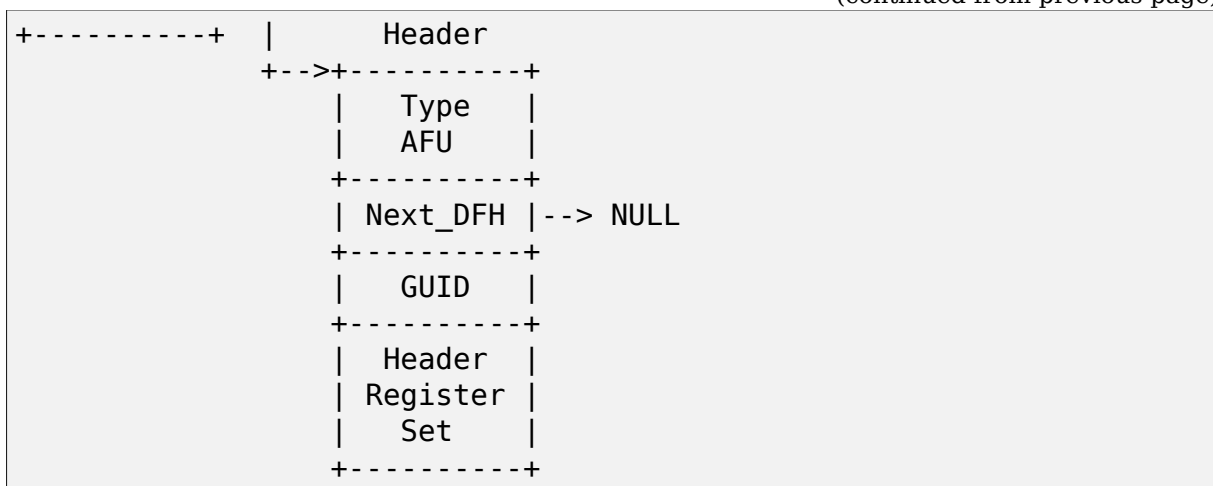 (continued from previous page)
+----------+  |      Header
              +-->+----------+
                  |   Type   |
                  |   AFU    |
                  +----------+
                  | Next_DFH |--> NULL
                  +----------+
                  |   GUID   |
                  +----------+
                  |  Header  |
                  | Register |
                  |   Set    |
                  +----------+